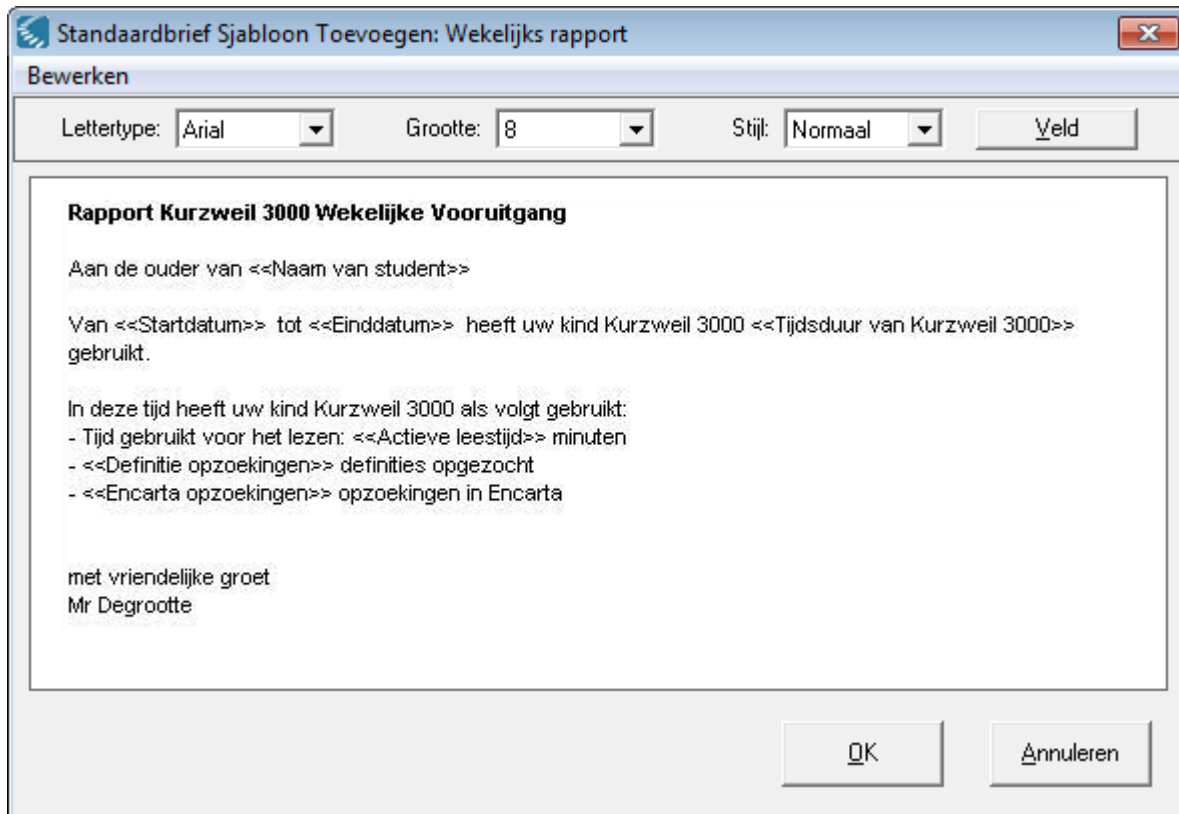 Standaardbrief Sjabloon Toevoegen: Wekelijks rapport
Bewerken
Lettertype: Arial Grootte: 8 Stijl: Normaal Veld
Rapport Kurzweil 3000 Wekelijke Vooruitgang
Aan de ouder van <<Naam van student>>
Van <<Startdatum>> tot <<Einddatum>> heeft uw kind Kurzweil 3000 <<Tijdsduur van Kurzweil 3000>>
gebruikt.
In deze tijd heeft uw kind Kurzweil 3000 als volgt gebruikt:
- Tijd gebruikt voor het lezen: <<Actieve leestijd>> minuten
- <<Definitie opzoekingen>> definities opgezocht
- <<Encarta opzoekingen>> opzoekingen in Encarta
met vriendelijke groet
Mr Degrootte
OK Annuleren